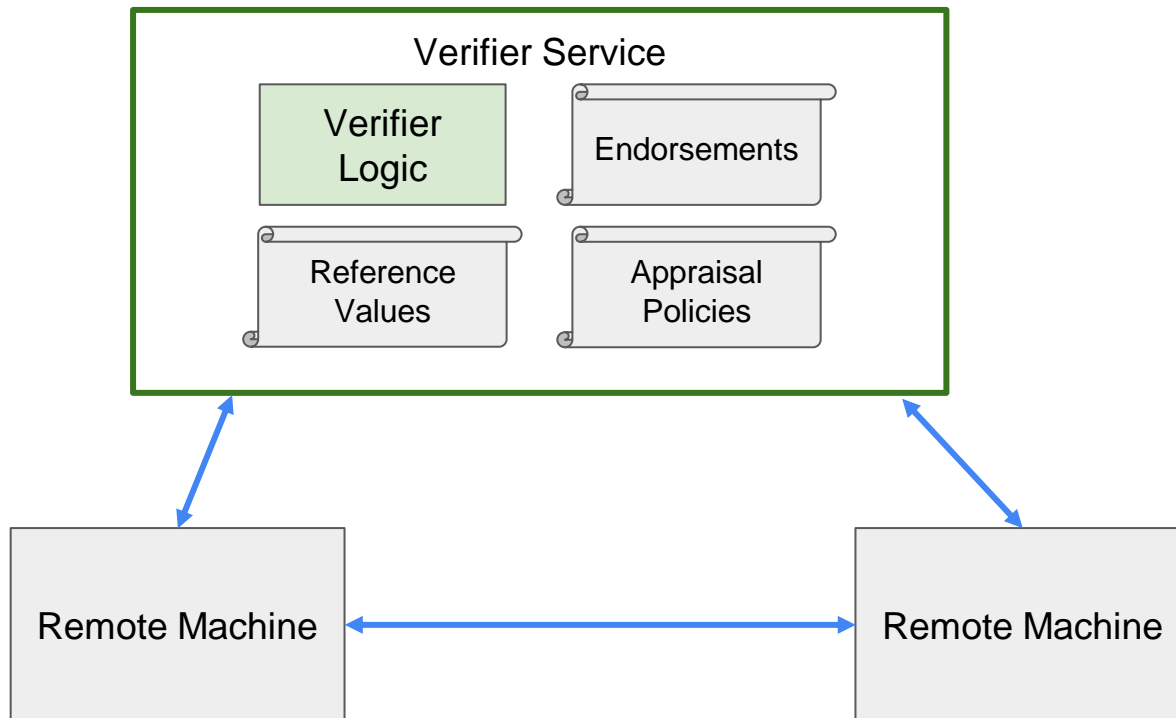 Verifier Service
Verifier
Logic
Endorsements
Reference
Values
Appraisal
Policies
Remote Machine
Remote Machine